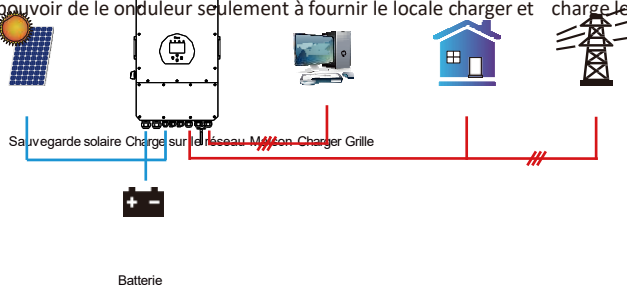 pouvoir de le onduleur seulement à fournir le locale charger et charge le
Sauvegarde solaire Charge sur le réseau Maison Charger Grille
Batterie